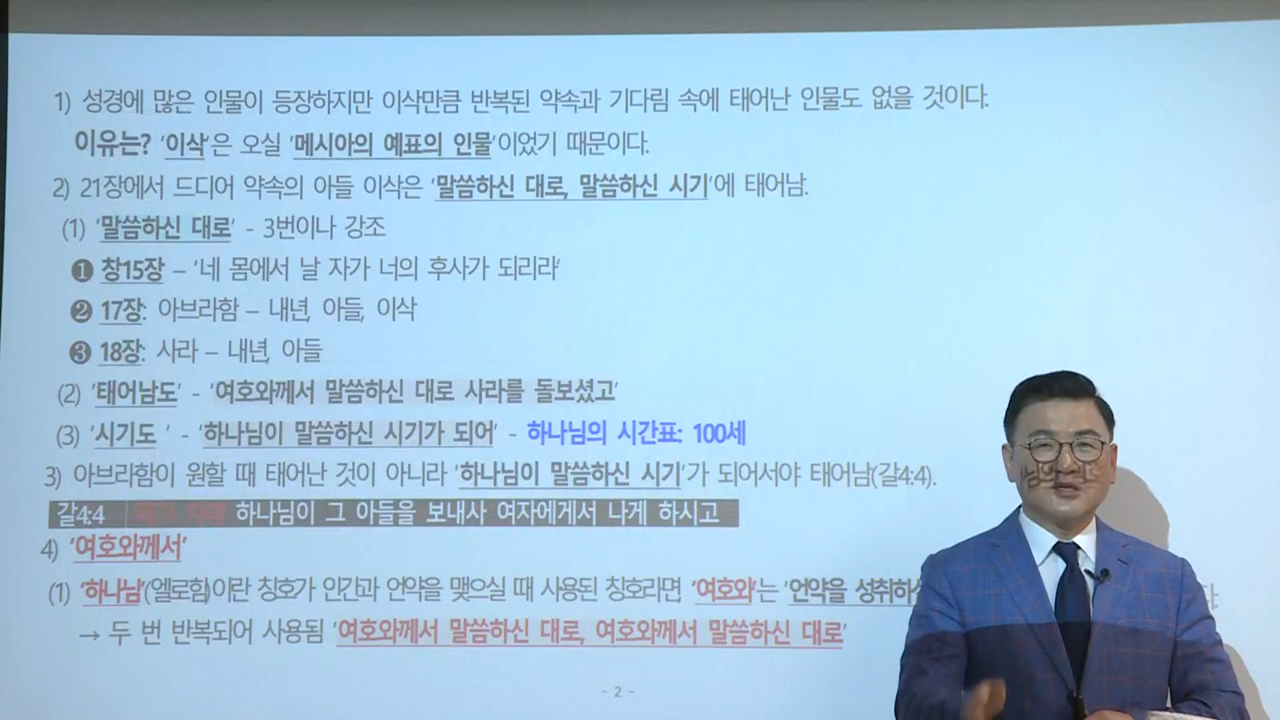 1) 성경에 많은 인물이 등장하지만 이삭만큼 반복된 약속과 기다림 속에 태어난 인물도 없을 것이다.
이유는? '이삭'은 오실 '메시아의 예표의 인물'이었기 때문이다.
2) 21장에서 드디어 약속의 아들 이삭은 '말씀하신 대로, 말씀하신 시기'에 태어남.
(1) '말씀하신 대로' - 3번이나 강조
❶ 창15장 – '네 몸에서 날 자가 너의 후사가 되리라'
❷ 17장: 아브라함 – 내년, 아들, 이삭
❸ 18장: 사라 – 내년, 아들
(2) '태어남도' - '여호와께서 말씀하신 대로 사라를 돌보셨고'
(3) '시기도 ' - '하나님이 말씀하신 시기가 되어' - 하나님의 시간표: 100세
3) 아브라함이 원할 때 태어난 것이 아니라 '하나님이 말씀하신 시기'가 되어서야 태어남(갈4:4).
갈4:4 하나님이 그 아들을 보내사 여자에게서 나게 하시고
4) '여호와께서'
(1) '하나님'(엘로힘)이란 칭호가 인간과 언약을 맺으실 때 사용된 칭호라면, '여호와'는 '언약을
→ 두 번 반복되어 사용됨 '여호와께서 말씀하신 대로, 여호와께서 말씀하신 대로'
- 2 -